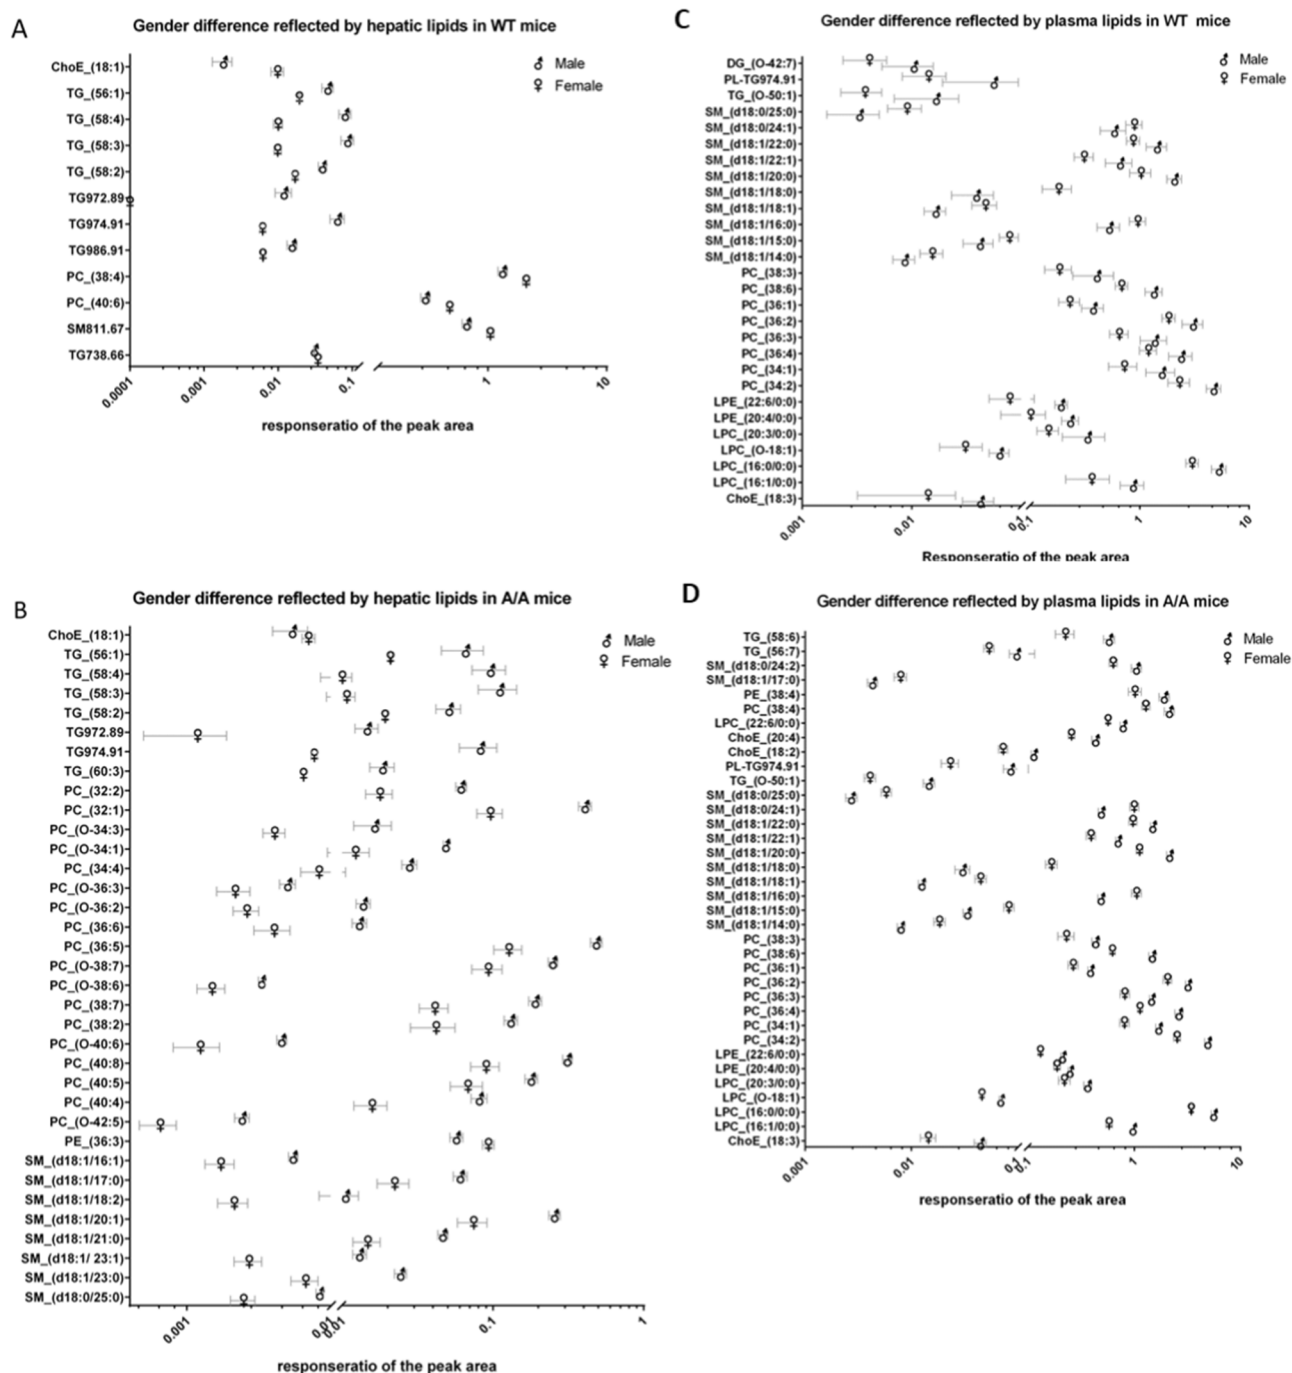 A
Gender difference reflected by hepatic lipids in WT mice
Male
Female
ChoE_(18:1)
TG_(56:1)
TG_(58:4)
TG_(58:3)
TG_(58:2)
TG972.89
TG974.91
TG986.91
PC_(38:4)
PC_(40:6)
SM811.67
TG738.66
0.0001 0.001 0.01 0.1 1 10
responseratio of the peak area
B
Gender difference reflected by hepatic lipids in A/A mice
Male
Female
ChoE_(18:1)
TG_(56:1)
TG_(58:4)
TG_(58:3)
TG_(58:2)
TG972.89
TG974.91
TG_(60:3)
PC_(32:2)
PC_(32:1)
PC_(O-34:3)
PC_(O-34:1)
PC_(34:4)
PC_(O-36:3)
PC_(O-36:2)
PC_(36:6)
PC_(36:5)
PC_(O-38:7)
PC_(O-38:6)
PC_(38:7)
PC_(38:2)
PC_(O-40:6)
PC_(40:8)
PC_(40:5)
PC_(40:4)
PC_(O-42:5)
PE_(36:3)
SM_(d18:1/16:1)
SM_(d18:1/17:0)
SM_(d18:1/18:2)
SM_(d18:1/20:1)
SM_(d18:1/21:0)
SM_(d18:1/ 23:1)
SM_(d18:1/23:0)
SM_(d18:0/25:0)
0.001 0.01 0.01 0.1 1
responseratio of the peak area
C
Gender difference reflected by plasma lipids in WT mice
Male
Female
DG_(O-42:7)
PL-TG974.91
TG_(O-50:1)
SM_(d18:0/25:0)
SM_(d18:0/24:1)
SM_(d18:1/22:0)
SM_(d18:1/22:1)
SM_(d18:1/20:0)
SM_(d18:1/18:0)
SM_(d18:1/18:1)
SM_(d18:1/16:0)
SM_(d18:1/15:0)
SM_(d18:1/14:0)
PC_(38:3)
PC_(38:6)
PC_(36:1)
PC_(36:2)
PC_(36:3)
PC_(36:4)
PC_(34:1)
PC_(34:2)
LPE_(22:6/0:0)
LPE_(20:4/0:0)
LPC_(20:3/0:0)
LPC_(O-18:1)
LPC_(16:0/0:0)
LPC_(16:1/0:0)
ChoE_(18:3)
0.001 0.01 0.1 0.1 1 10
Responseratio of the peak area
D
Gender difference reflected by plasma lipids in A/A mice
Male
Female
TG_(58:6)
TG_(56:7)
SM_(d18:0/24:2)
SM_(d18:1/17:0)
PE_(38:4)
PC_(38:4)
LPC_(22:6/0:0)
ChoE_(20:4)
ChoE_(18:2)
PL-TG974.91
TG_(O-50:1)
SM_(d18:0/25:0)
SM_(d18:0/24:1)
SM_(d18:1/22:0)
SM_(d18:1/22:1)
SM_(d18:1/20:0)
SM_(d18:1/18:0)
SM_(d18:1/18:1)
SM_(d18:1/16:0)
SM_(d18:1/15:0)
SM_(d18:1/14:0)
PC_(38:3)
PC_(38:6)
PC_(36:1)
PC_(36:2)
PC_(36:3)
PC_(36:4)
PC_(34:1)
PC_(34:2)
LPE_(22:6/0:0)
LPE_(20:4/0:0)
LPC_(20:3/0:0)
LPC_(O-18:1)
LPC_(16:0/0:0)
LPC_(16:1/0:0)
ChoE_(18:3)
0.001 0.01 0.1 0.1 1 10
responseratio of the peak area